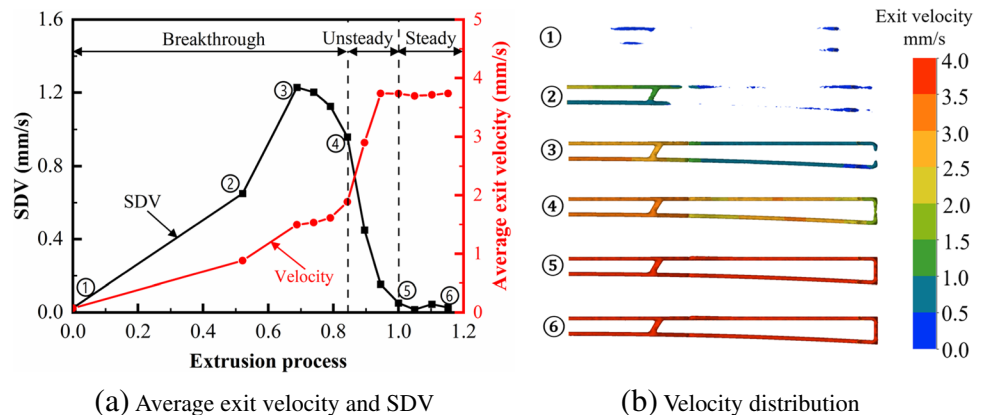 1.6
1.2
0.8
0.4
0.0
SDV (mm/s)
Breakthrough
Unsteady
Steady
5
4
3
2
1
0
Average exit velocity (mm/s)
①
②
③
④
⑤
⑥
SDV
Velocity
0.0 0.2 0.4 0.6 0.8 1.0 1.2
Extrusion process
(a) Average exit velocity and SDV
①
②
③
④
⑤
⑥
Exit velocity
mm/s
4.0
3.5
3.0
2.5
2.0
1.5
1.0
0.5
0.0
(b) Velocity distribution